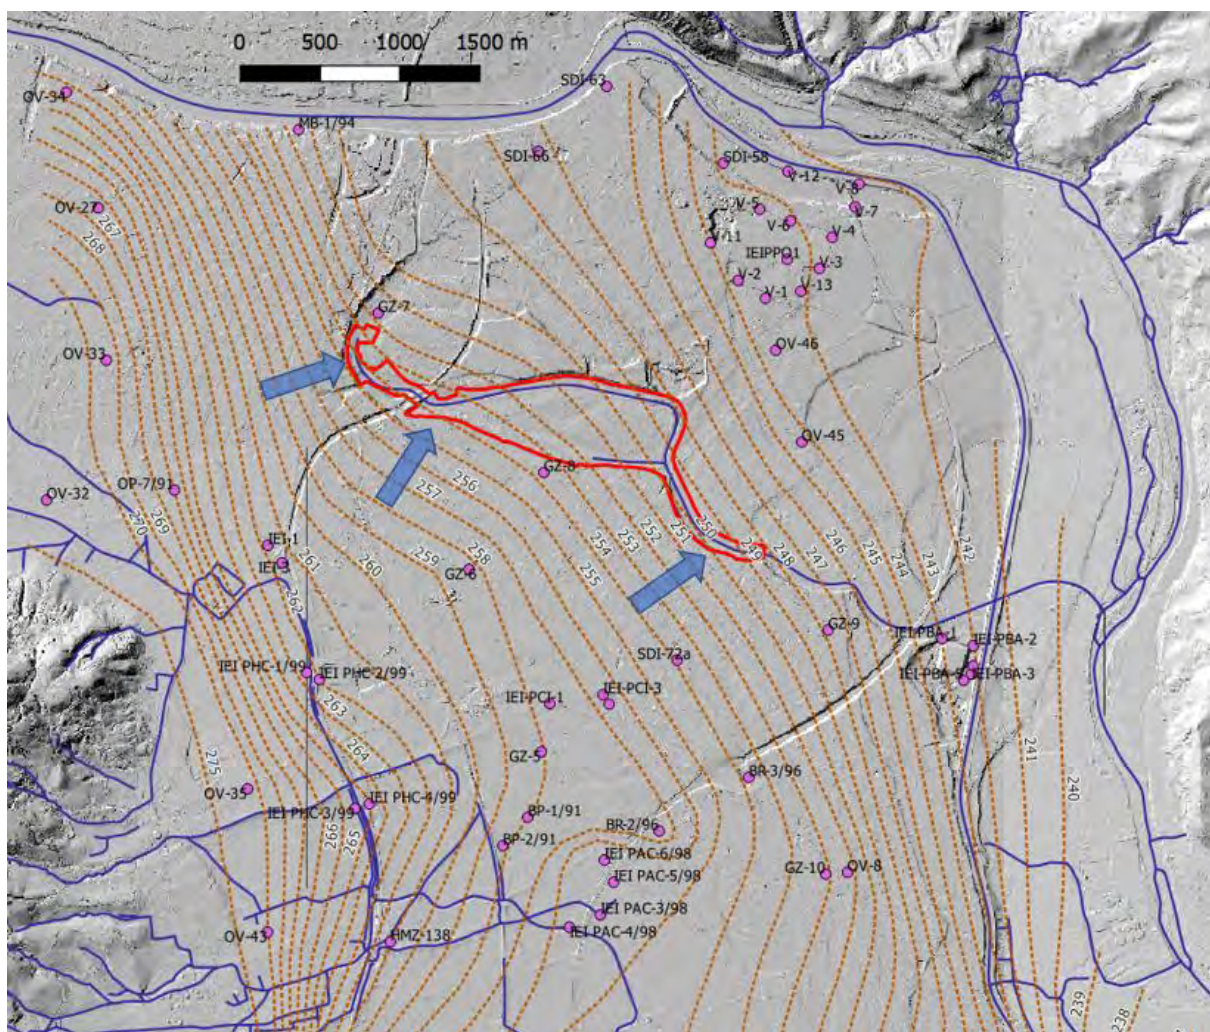 0 500 1000 1500 m
SDI-63
OV-34
MB-1/94
SDI-66
SDI-58
V-12
V-8
OV-27
V-5
V-7
267
V-6
V-4
268
V-11
IEIPPO1
V-3
V-2
V-13
V-1
GZ-7
OV-33
OV-46
OV-45
GZ-8
256
OP-7/91
257
OV-32
269
270
252
251
250
253
254
249
248
247
246
245
244
243
242
IEI-1
IEI-3
261
260
259
258
GZ-6
255
262
GZ-9
IEI-PBA-1
IEI-PBA-2
SDI-72a
IEI PHC-1/99
IEI PHC-2/99
IEI-PBA-3
IEI-PCI-1
IEI-PCI-3
263
264
241
GZ-5
275
BR-3/96
240
OV-35
IEI PHC-4/99
IEI PHC-3/99
BP-1/91
BR-2/96
266
265
BP-2/91
IEI PAC-6/98
GZ-10
OV-8
IEI PAC-5/98
IEI PAC-3/98
IEI PAC-4/98
OV-43
HMZ-138
239
238